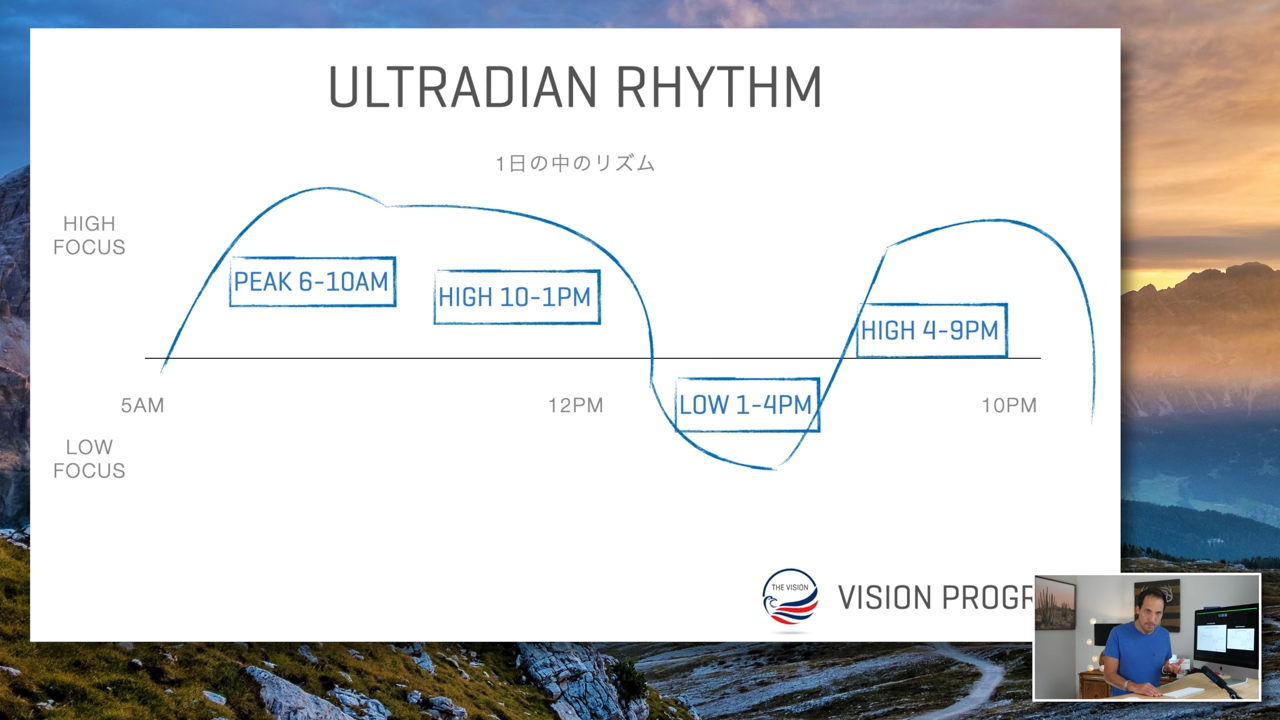 ULTRADIAN RHYTHM
1日の中のリズム
HIGH
FOCUS
PEAK 6-10AM
HIGH 10-1PM
HIGH 4-9PM
LOW 1-4PM
5AM
12PM
10PM
LOW
FOCUS
THE VISION
VISION PROGR